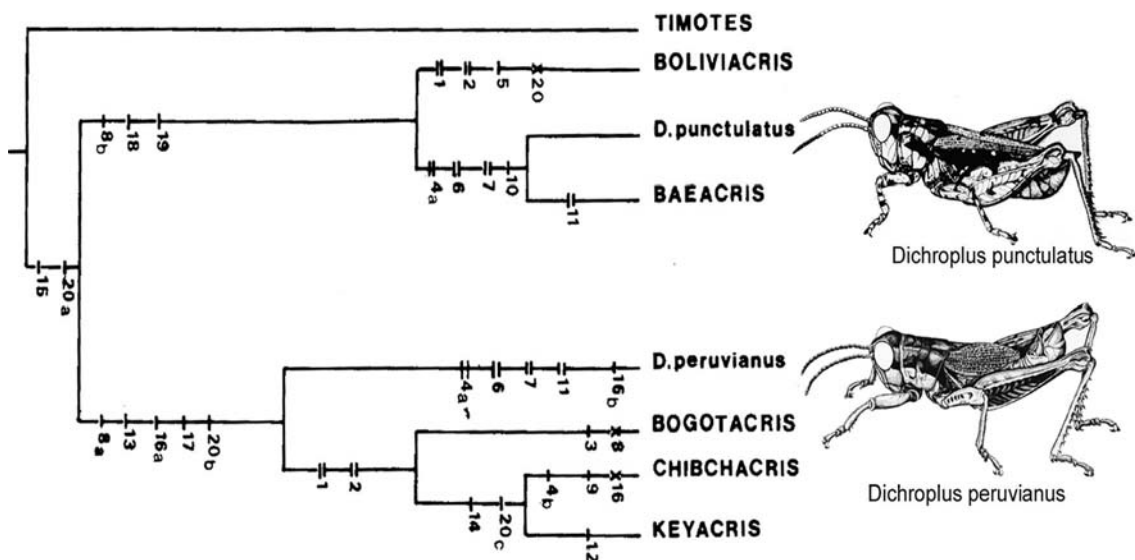 TIMOTES
BOLIVIACRIS
1 2 5 20
D. punctulatus
8b 18 19
4a 6 7 10
BAEACRIS
11
Dichroplus punctulatus
15 20a
D. peruvianus
4a 6 7 11 16b
BOGOTACRIS
3 8
8a 13 16a 17 20b
CHIBCHACRIS
1 2
4b 9 16
Dichroplus peruvianus
14 20c
KEYACRIS
12